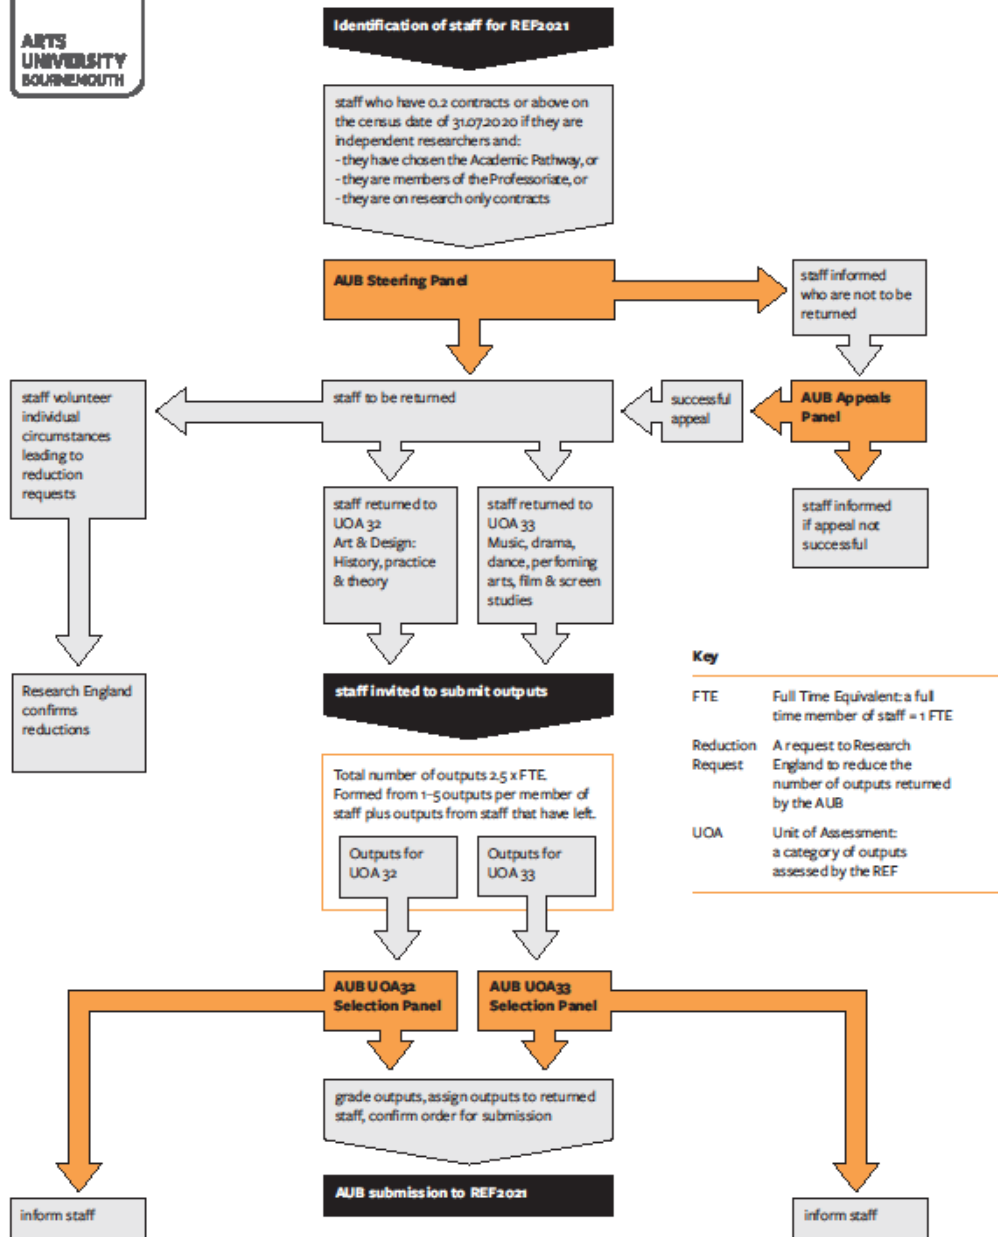 ARTS
UNIVERSITY
BOURNEMOUTH
Identification of staff for REF2021
staff who have 0.2 contracts or above on
the census date of 31.07.2020 if they are
independent researchers and:
- they have chosen the Academic Pathway, or
- they are members of the Professoriate, or
- they are on research only contracts
AUB Steering Panel
staff informed
who are not to be
returned
staff volunteer
individual
circumstances
leading to
reduction
requests
staff to be returned
successful
appeal
AUB Appeals
Panel
staff returned to
UOA 32
Art & Design:
History, practice
& theory
staff returned to
UOA 33
Music, drama,
dance, perfoming
arts, film & screen
studies
staff informed
if appeal not
successful
Research England
confirms
reductions
staff invited to submit outputs
Key
FTE Full Time Equivalent: a full
time member of staff = 1 FTE
Reduction A request to Research
Request England to reduce the
number of outputs returned
by the AUB
UOA Unit of Assessment:
a category of outputs
assessed by the REF
Total number of outputs 2.5 x FTE.
Formed from 1–5 outputs per member of
staff plus outputs from staff that have left.
Outputs for
UOA 32
Outputs for
UOA 33
AUB UOA32
Selection Panel
AUB UOA33
Selection Panel
grade outputs, assign outputs to returned
staff, confirm order for submission
AUB submission to REF2021
inform staff
inform staff